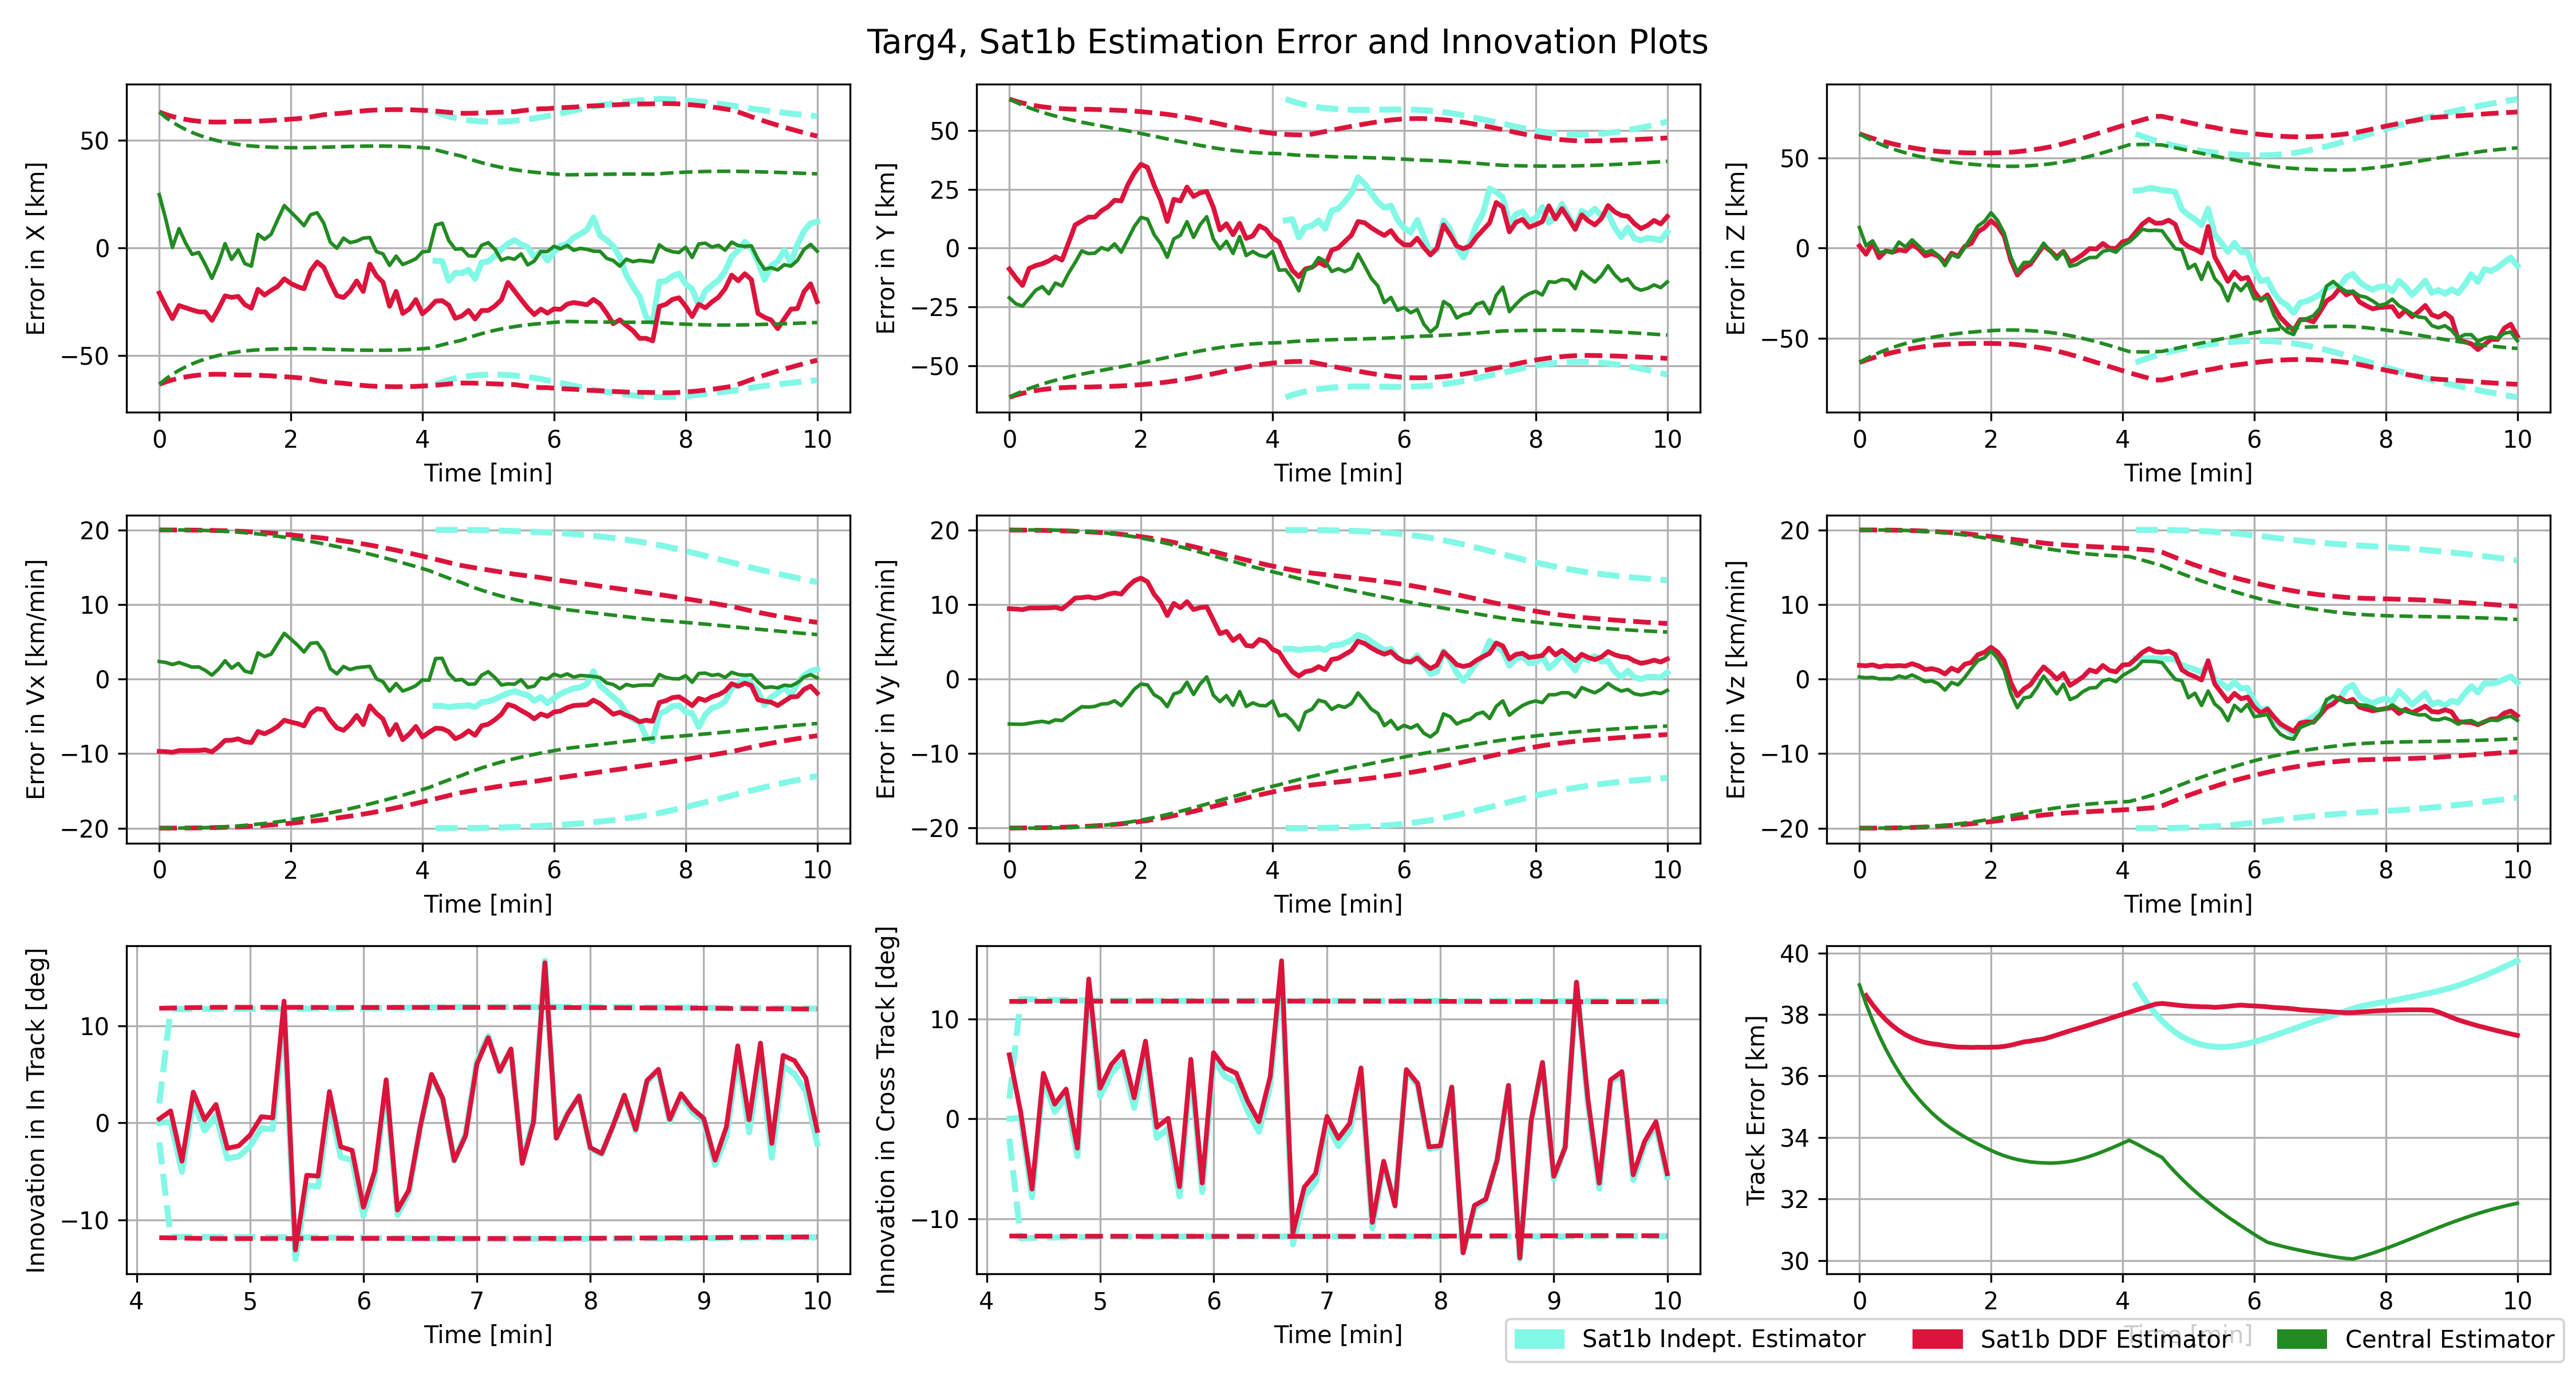 Targ4, Sat1b Estimation Error and Innovation Plots
Error in X [km]
50
0
−50
0 2 4 6 8 10
Time [min]
Error in Y [km]
50
25
0
−25
−50
0 2 4 6 8 10
Time [min]
Error in Z [km]
50
0
−50
0 2 4 6 8 10
Time [min]
Error in Vx [km/min]
20
10
0
−10
−20
0 2 4 6 8 10
Time [min]
Error in Vy [km/min]
20
10
0
−10
−20
0 2 4 6 8 10
Time [min]
Error in Vz [km/min]
20
10
0
−10
−20
0 2 4 6 8 10
Time [min]
Innovation in In Track [deg]
10
0
−10
4 5 6 7 8 9 10
Time [min]
Innovation in Cross Track [deg]
10
0
−10
4 5 6 7 8 9 10
Time [min]
Track Error [km]
40
38
36
34
32
30
0 2 4 6 8 10
Time [min]
Sat1b Indept. Estimator Sat1b DDF Estimator Central Estimator